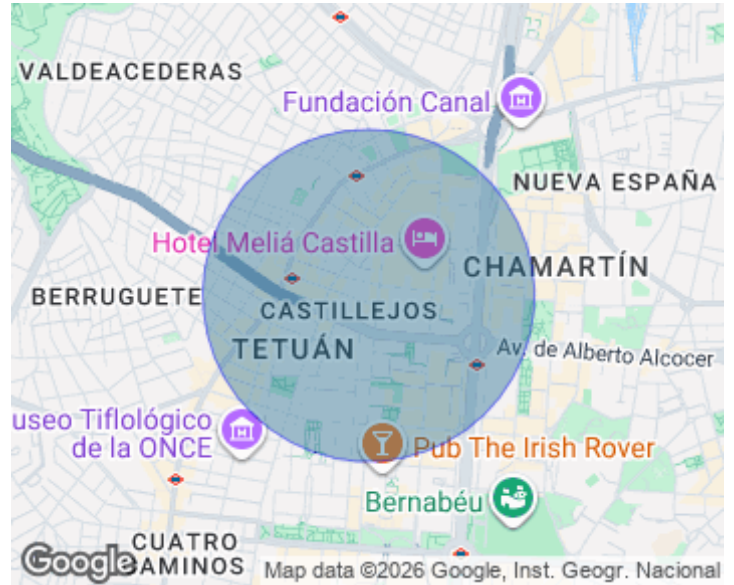 VALDEACEDERAS
Fundación Canal
NUEVA ESPAÑA
Hotel Meliá Castilla
CHAMARTÍN
BERRUGUETE
CASTILLEJOS
TETUÁN
Av. de Alberto Alcocer
useo Tiflológico
de la ONCE
Pub The Irish Rover
Bernabéu
CUATRO
CAMINOS
Google
Map data ©2026 Google, Inst. Geogr. Nacional